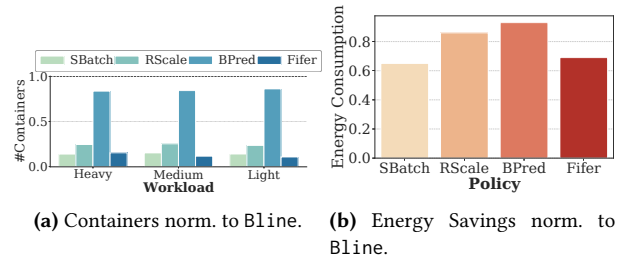 SBatch RScale BPred Fifer
#Containers
1.0
0.5
0.0
Heavy Medium Light
Workload
(a) Containers norm. to Bline.
Energy Consumption
0.8
0.6
0.4
0.2
0.0
SBatch RScale BPred Fifer
Policy
(b) Energy Savings norm. to
Bline.